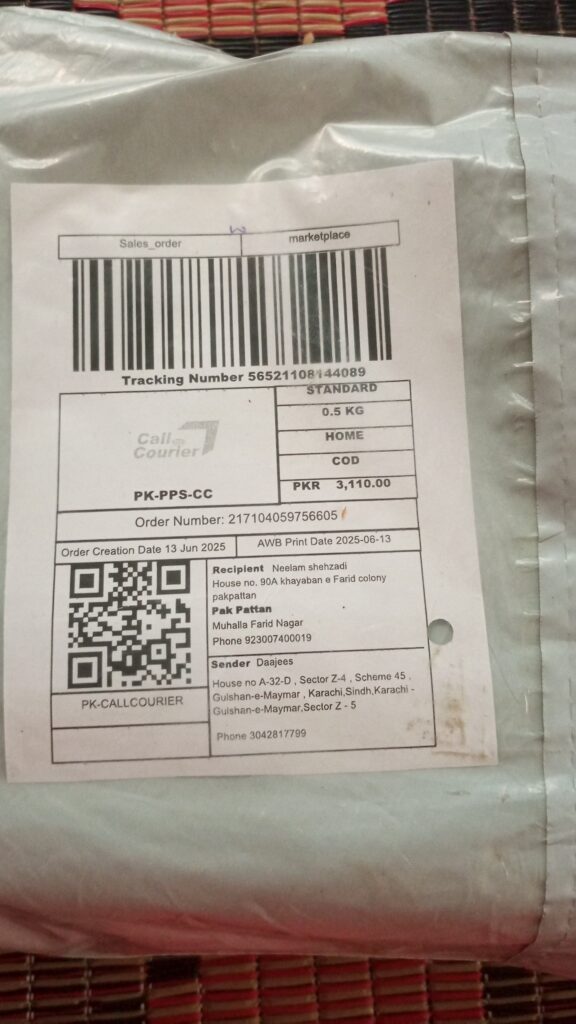 Sales_order marketplace
Tracking Number 56521108144089
STANDARD
0.5 KG
HOME
COD
PKR 3,110.00
Call
Courier
PK-PPS-CC
Order Number: 217104059756605
Order Creation Date 13 Jun 2025 AWB Print Date 2025-06-13
Recipient Neelam shehzadi
House no. 90A khayaban e Farid colony
pakpattan
Pak Pattan
Muhalla Farid Nagar
Phone 923007400019
PK-CALLCOURIER
Sender Daajees
House no A-32-D , Sector Z-4 , Scheme 45 .
Gulshan-e-Maymar , Karachi,Sindh,Karachi -
Gulshan-e-Maymar,Sector Z - 5
Phone 3042817799